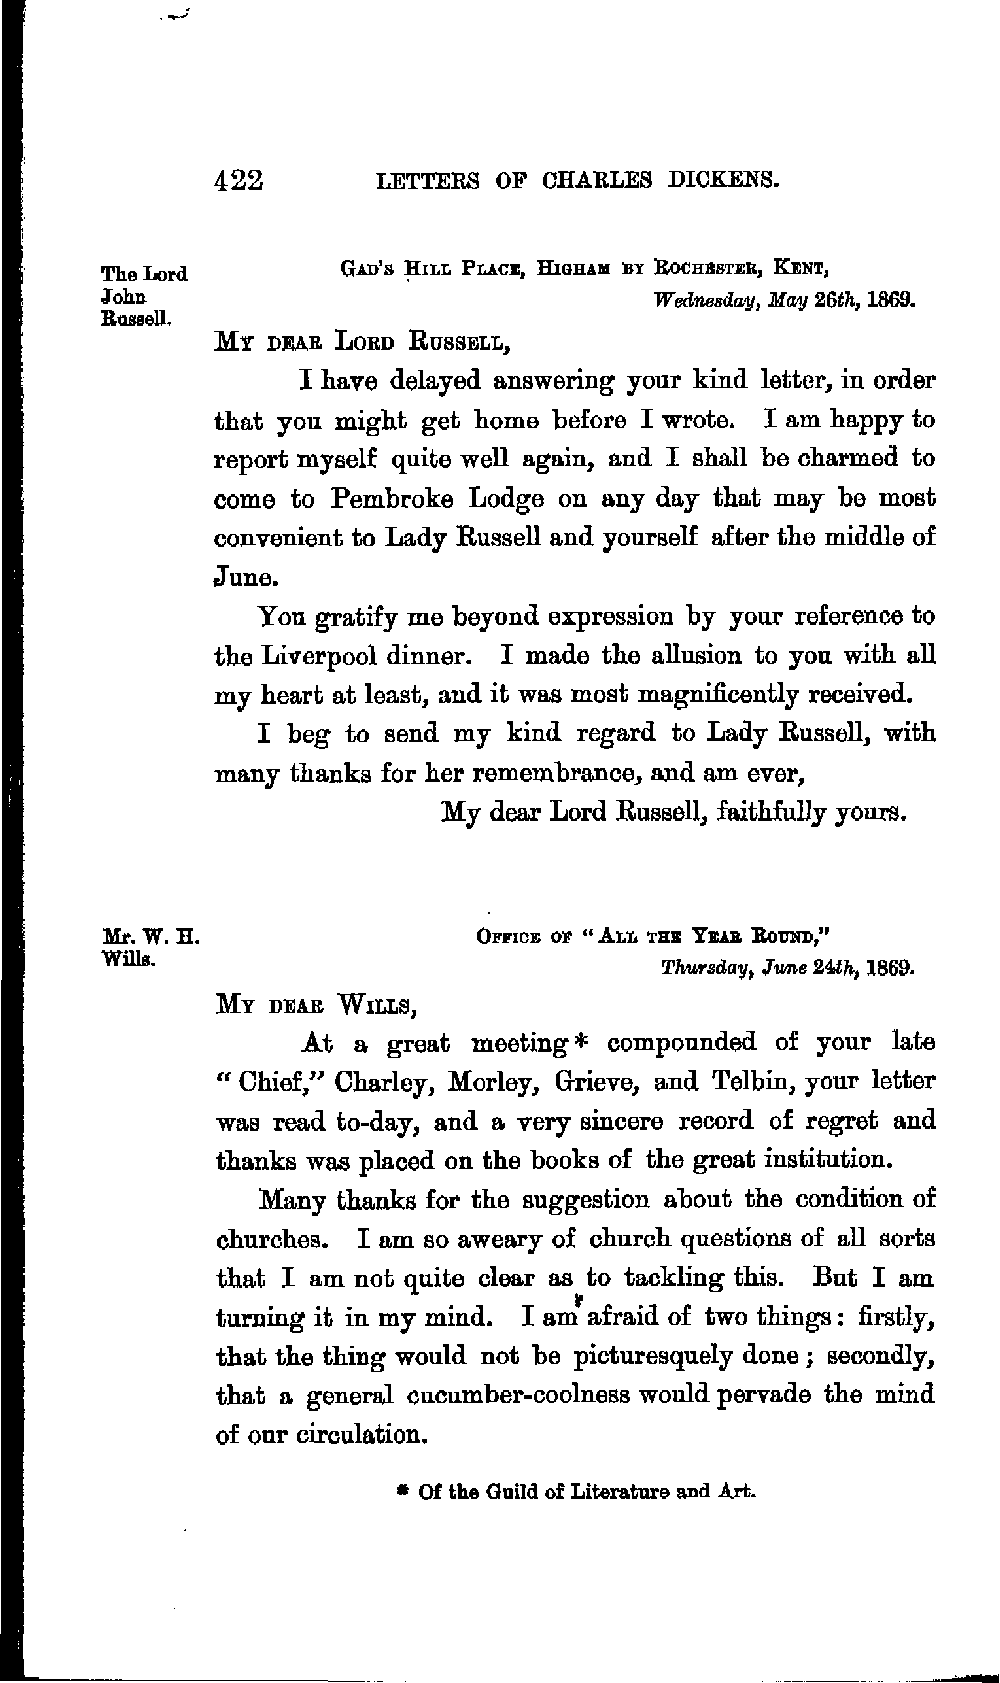 422 LETTERS OF CHARLES DICKENS.
The Lord
John
Russell.
GAD'S HILL PLACE, HIGHAM BY ROCHESTER, KENT,
Wednesday, May 26th, 1869.
MY DEAR LORD RUSSELL,
I have delayed answering your kind letter, in order
that you might get home before I wrote. I am happy to
report myself quite well again, and I shall be charmed to
come to Pembroke Lodge on any day that may be most
convenient to Lady Russell and yourself after the middle of
June.
You gratify me beyond expression by your reference to
the Liverpool dinner. I made the allusion to you with all
my heart at least, and it was most magnificently received.
I beg to send my kind regard to Lady Russell, with
many thanks for her remembrance, and am ever,
My dear Lord Russell, faithfully yours.
Mr. W. H.
Wills.
OFFICE OF "ALL THE YEAR ROUND,"
Thursday, June 24th, 1869.
MY DEAR WILLS,
At a great meeting* compounded of your late
"Chief," Charley, Morley, Grieve, and Telbin, your letter
was read to-day, and a very sincere record of regret and
thanks was placed on the books of the great institution.
Many thanks for the suggestion about the condition of
churches. I am so aweary of church questions of all sorts
that I am not quite clear as to tackling this. But I am
turning it in my mind. I am afraid of two things: firstly,
that the thing would not be picturesquely done; secondly,
that a general cucumber-coolness would pervade the mind
of our circulation.
* Of the Guild of Literature and Art.